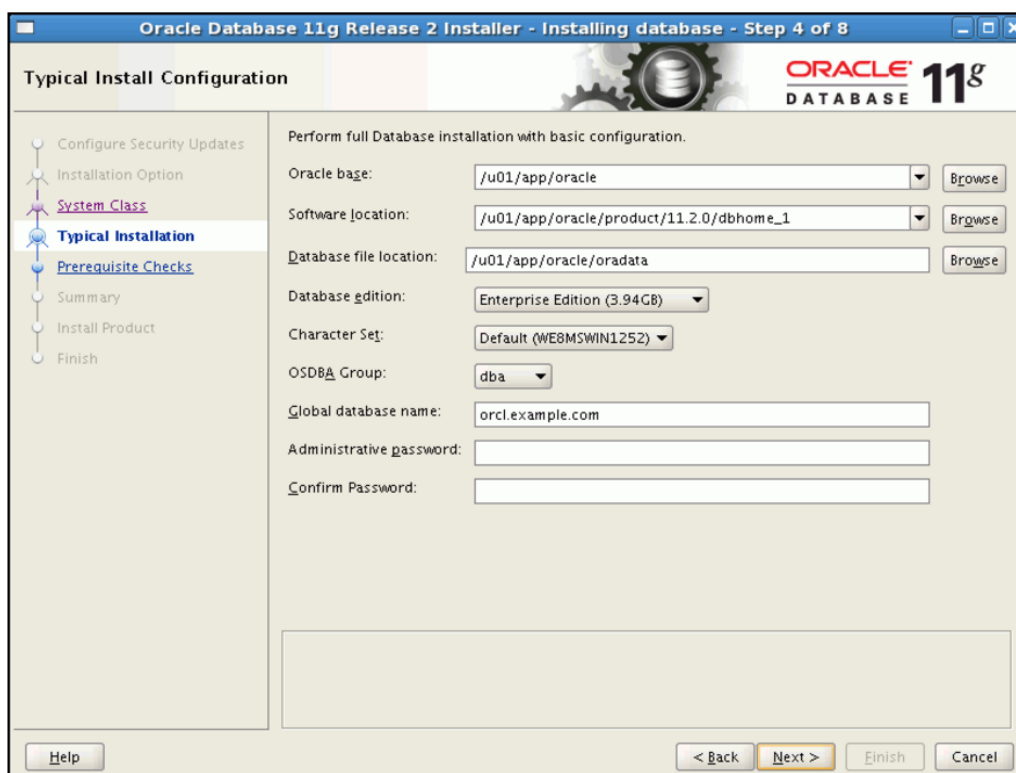 Oracle Database 11g Release 2 Installer - Installing database - Step 4 of 8
Typical Install Configuration
ORACLE DATABASE 11g
Configure Security Updates
Installation Option
System Class
Typical Installation
Prerequisite Checks
Summary
Install Product
Finish
Perform full Database installation with basic configuration.
Oracle base: /u01/app/oracle Browse
Software location: /u01/app/oracle/product/11.2.0/dbhome_1 Browse
Database file location: /u01/app/oracle/oradata Browse
Database edition: Enterprise Edition (3.94GB)
Character Set: Default (WE8MSWIN1252)
OSDBA Group: dba
Global database name: orcl.example.com
Administrative password:
Confirm Password:
Help < Back Next > Finish Cancel